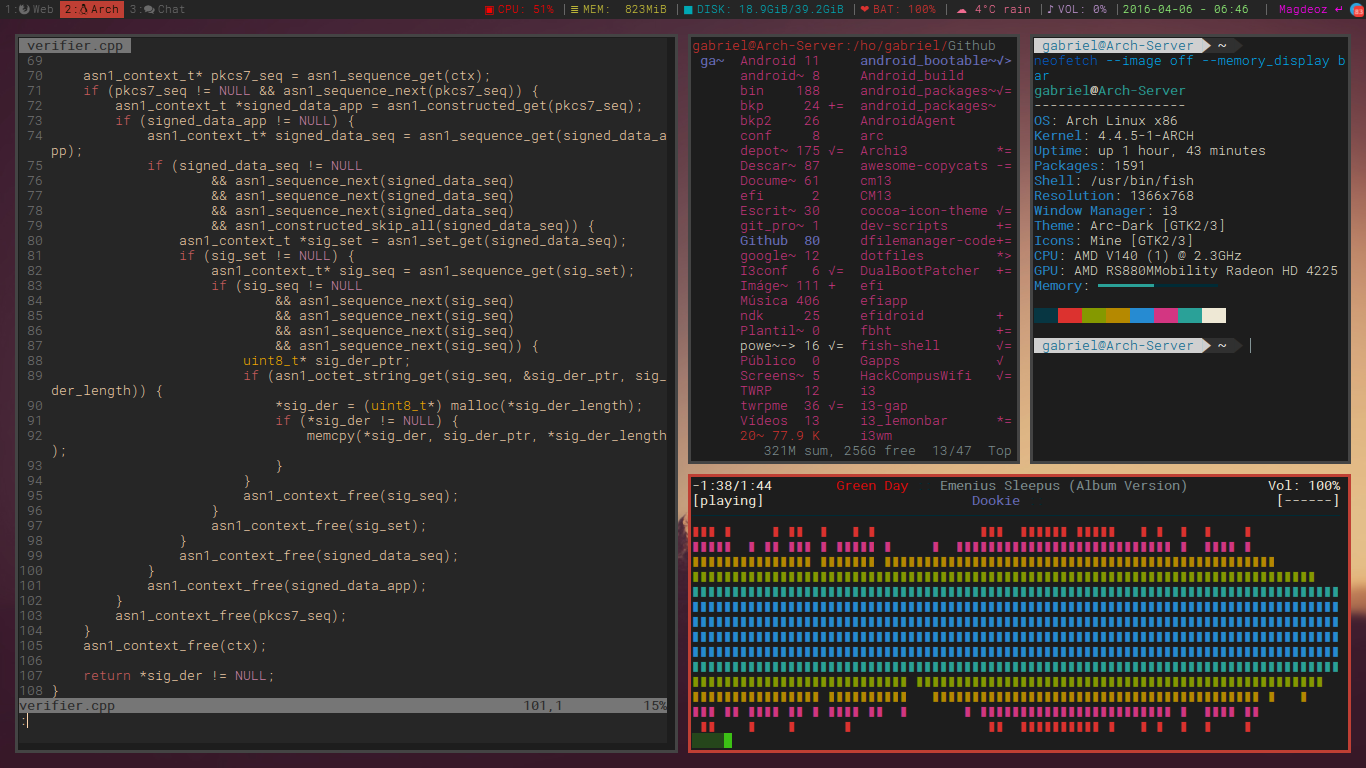 1: Web 2: Arch 3: Chat CPU: 51% | MEM: 823MiB | DISK: 18.9GiB/39.2GiB | BAT: 100% | 4°C rain | VOL: 0% | 2016-04-06 - 06:46 | Magdeoz
verifier.cpp
69
70 asn1_context_t* pkcs7_seq = asn1_sequence_get(ctx);
71 if (pkcs7_seq != NULL && asn1_sequence_next(pkcs7_seq)) {
72 asn1_context_t *signed_data_app = asn1_constructed_get(pkcs7_seq);
73 if (signed_data_app != NULL) {
74 asn1_context_t* signed_data_seq = asn1_sequence_get(signed_data_a
pp);
75 if (signed_data_seq != NULL
76 && asn1_sequence_next(signed_data_seq)
77 && asn1_sequence_next(signed_data_seq)
78 && asn1_sequence_next(signed_data_seq)
79 && asn1_constructed_skip_all(signed_data_seq)) {
80 asn1_context_t *sig_set = asn1_set_get(signed_data_seq);
81 if (sig_set != NULL) {
82 asn1_context_t* sig_seq = asn1_sequence_get(sig_set);
83 if (sig_seq != NULL
84 && asn1_sequence_next(sig_seq)
85 && asn1_sequence_next(sig_seq)
86 && asn1_sequence_next(sig_seq)
87 && asn1_sequence_next(sig_seq)) {
88 uint8_t* sig_der_ptr;
89 if (asn1_octet_string_get(sig_seq, &sig_der_ptr, sig_
der_length)) {
90 *sig_der = (uint8_t*) malloc(*sig_der_length);
91 if (*sig_der != NULL) {
92 memcpy(*sig_der, sig_der_ptr, *sig_der_length
);
93 }
94 }
95 asn1_context_free(sig_seq);
96 }
97 asn1_context_free(sig_set);
98 }
99 asn1_context_free(signed_data_seq);
100 }
101 asn1_context_free(signed_data_app);
102 }
103 asn1_context_free(pkcs7_seq);
104 }
105 asn1_context_free(ctx);
106
107 return *sig_der != NULL;
108 }
verifier.cpp 101,1 15%
:
gabriel@Arch-Server:/ho/gabriel/Github
ga~ Android 11 android_bootable~√>
android~ 8 Android_build
bin 188 android_packages~√=
bkp 24 += android_packages~
bkp2 26 AndroidAgent
conf 8 arc
depot~ 175 √= Archi3 *=
Descar~ 87 awesome-copycats -=
Docume~ 61 cm13
efi 2 CM13
Escrit~ 30 cocoa-icon-theme √=
git_pro~ 1 dev-scripts +=
Github 80 dfilemanager-code+=
google~ 12 dotfiles *>
I3conf 6 √= DualBootPatcher +=
Imáge~ 111 + efi
Música 406 efiapp
ndk 25 efidroid +
Plantil~ 0 fbht +=
powe~-> 16 √= fish-shell √=
Público 0 Gapps √
Screens~ 5 HackCompusWifi √=
TWRP 12 i3
twrpme 36 √= i3-gap
Vídeos 13 i3_lemonbar *=
20~ 77.9 K i3wm
321M sum, 256G free 13/47 Top
gabriel@Arch-Server ~
neofetch --image off --memory_display b
ar
gabriel@Arch-Server
-------------------
OS: Arch Linux x86
Kernel: 4.4.5-1-ARCH
Uptime: up 1 hour, 43 minutes
Packages: 1591
Shell: /usr/bin/fish
Resolution: 1366x768
Window Manager: i3
Theme: Arc-Dark [GTK2/3]
Icons: Mine [GTK2/3]
CPU: AMD V140 (1) @ 2.3GHz
GPU: AMD RS880MMobility Radeon HD 4225
Memory:
gabriel@Arch-Server ~
-1:38/1:44 Green Day Emenius Sleepus (Album Version) Vol: 100%
[playing] Dookie [------]